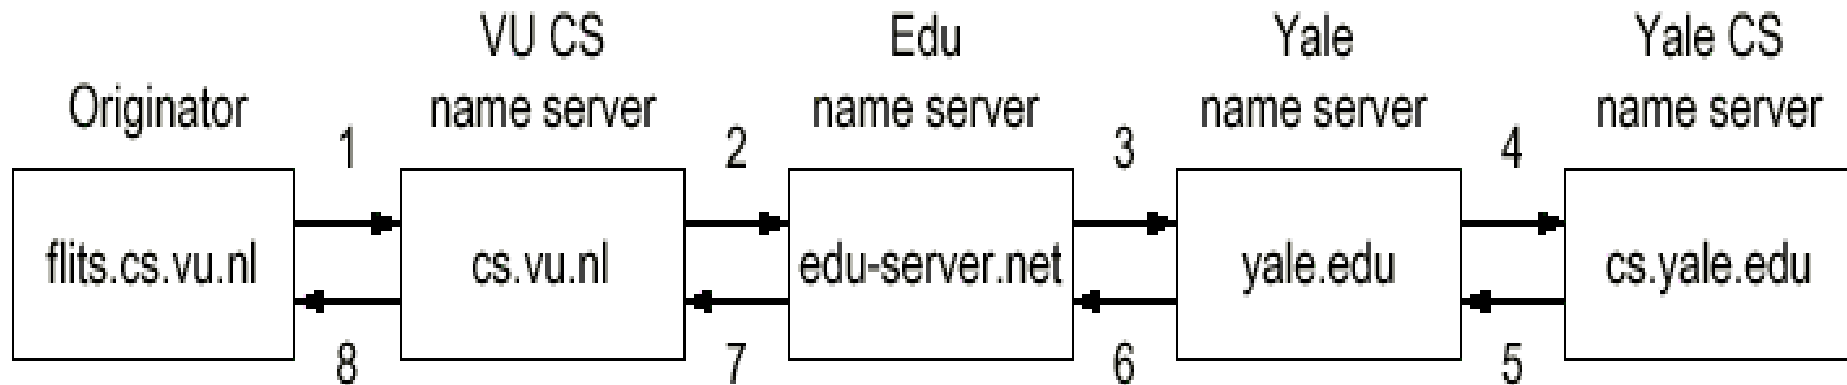 VU CS
Edu
Yale
Yale CS
Originator
name server
name server
name server
name server
1
2
3
4
flits.cs.vu.nl
cs.vu.nl
edu-server.net
yale.edu
cs.yale.edu
8
7
6
5